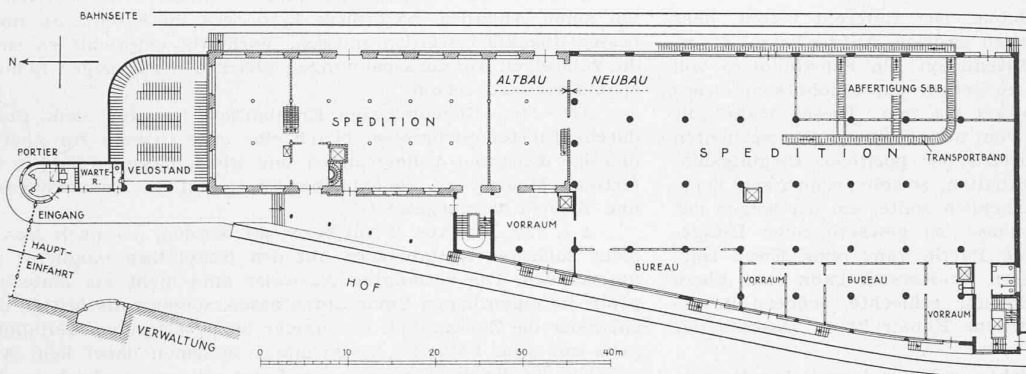 BAHNSEITE
N
ALTBAU
NEUBAU
SPEDITION
ABFERTIGUNG S.B.B.
SPEDITION
TRANSPORTBAND
PORTIER
WARTE-
R.
VELOSTAND
EINGANG
HAUPT-
EINFAHRT
VORRAUM
HOF
BUREAU
VORRAUM
BUREAU
VORRAUM
VERWALTUNG
0 10 20 30 40m